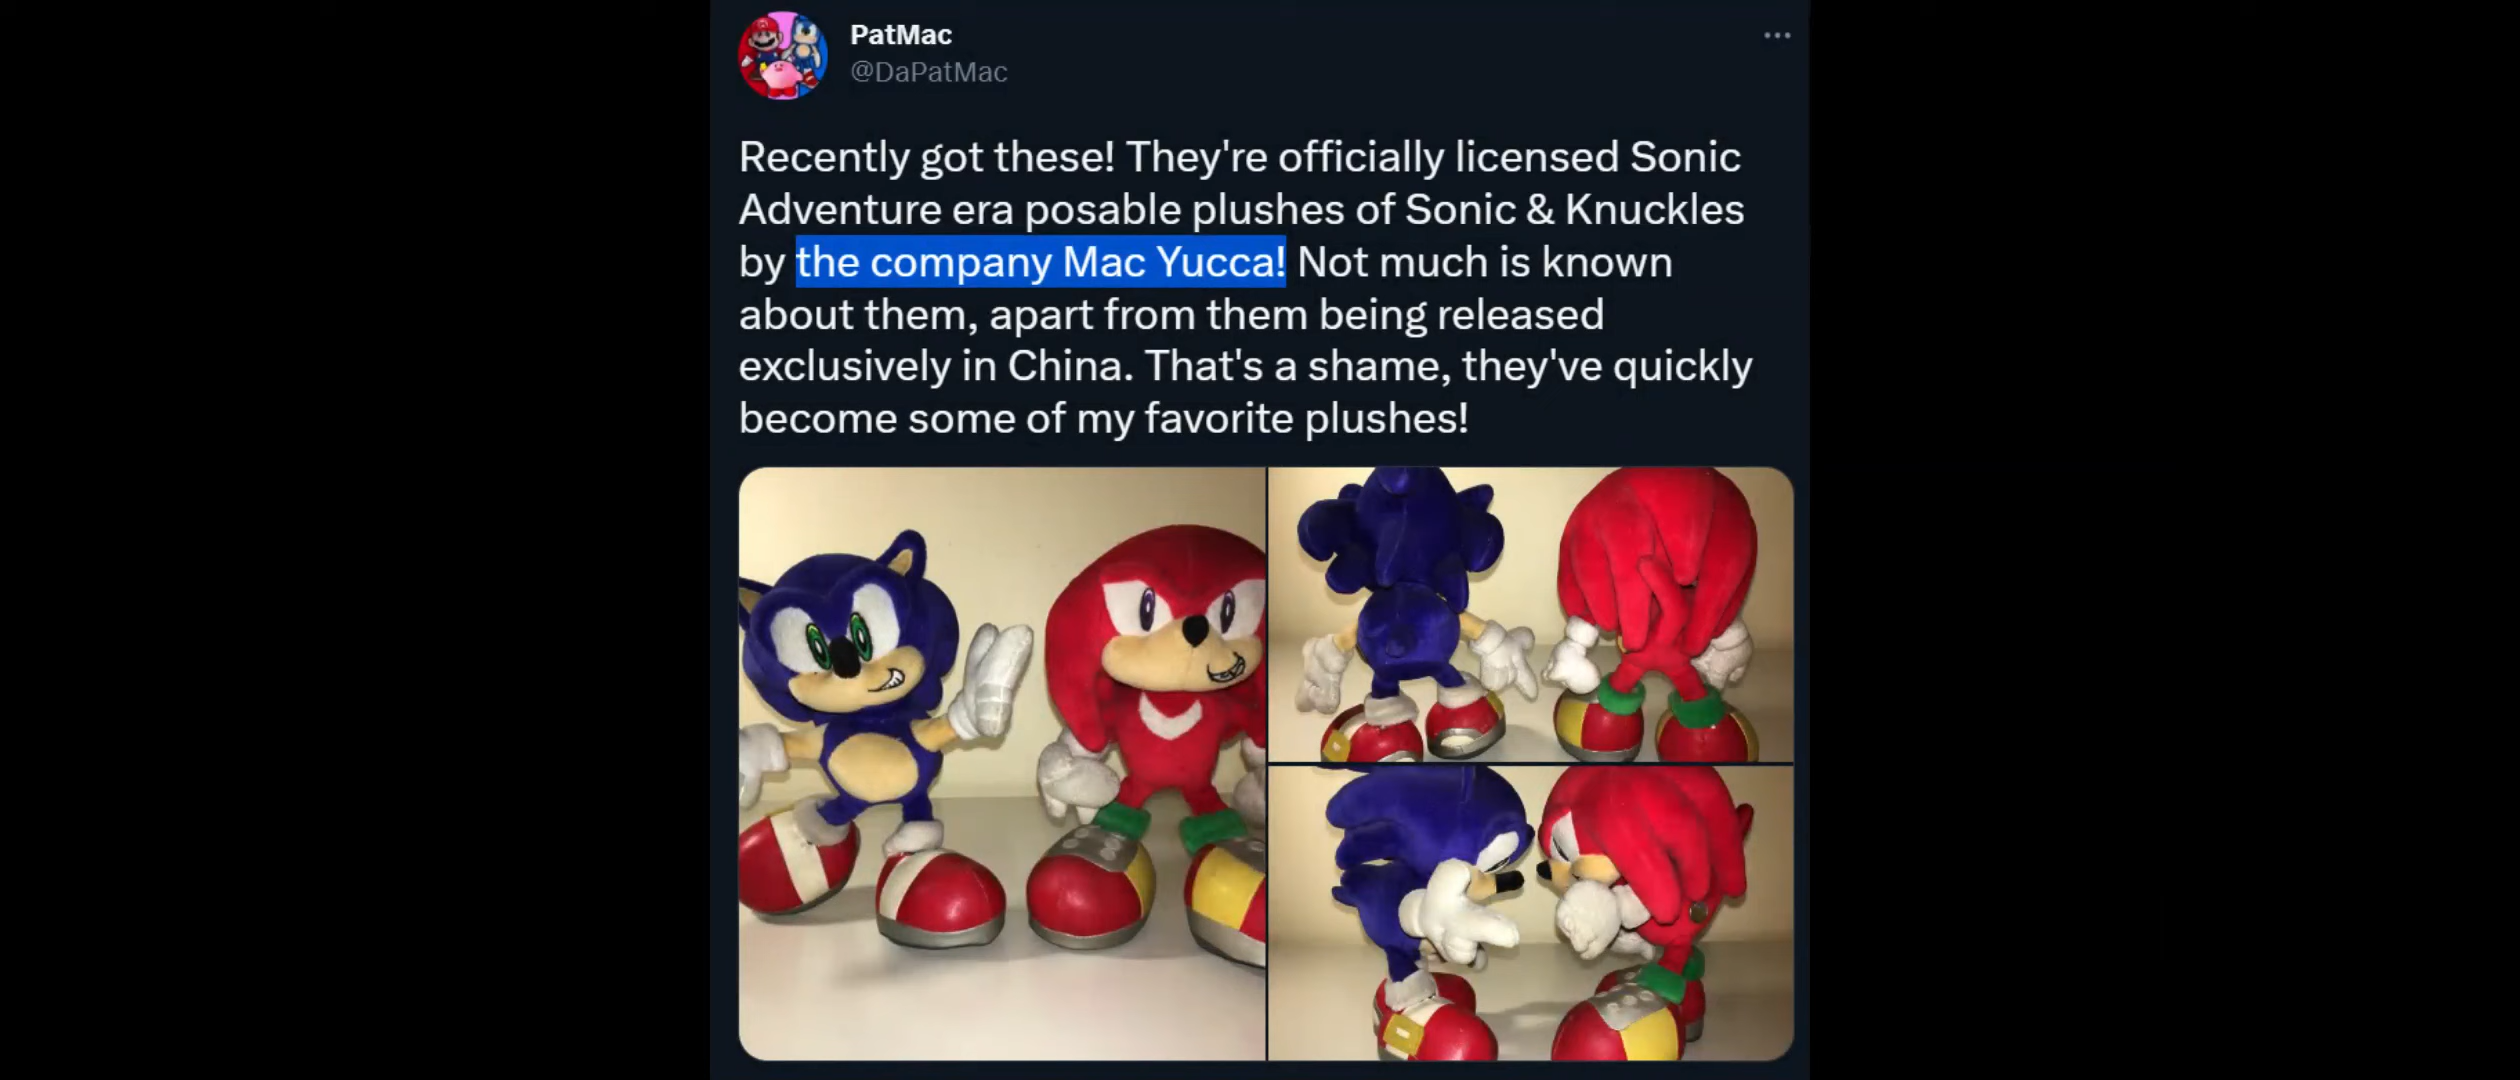 PatMac
@DaPatMac
Recently got these! They're officially licensed Sonic
Adventure era posable plushes of Sonic & Knuckles
by the company Mac Yucca! Not much is known
about them, apart from them being released
exclusively in China. That's a shame, they've quickly
become some of my favorite plushes!